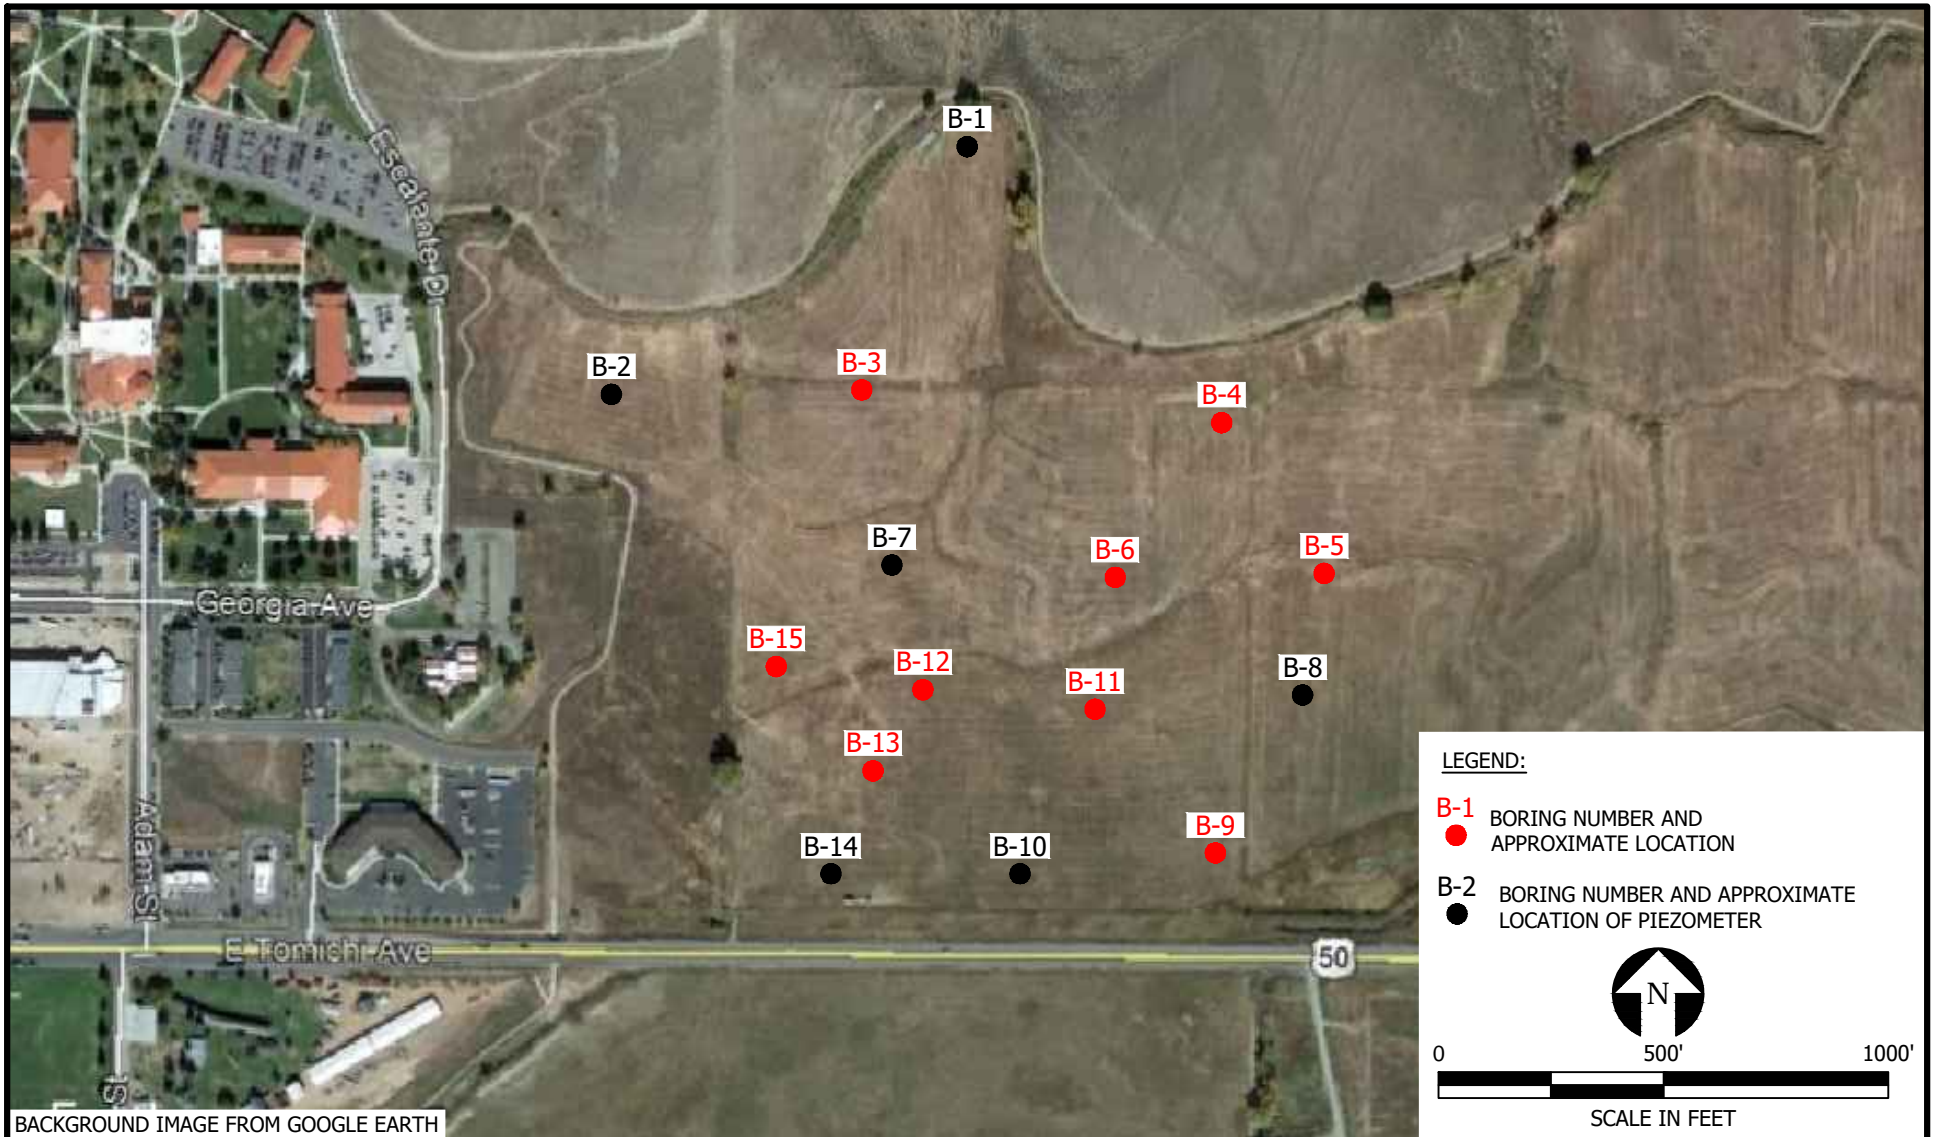 B-1
Escalante Dr
B-2
B-3
B-4
B-7
B-6
B-5
Georgia Ave
B-15
B-12
B-11
B-8
B-13
B-9
B-14
B-10
Adam St
E Tomichi Ave
50
St
BACKGROUND IMAGE FROM GOOGLE EARTH
LEGEND:
B-1 BORING NUMBER AND
APPROXIMATE LOCATION
B-2 BORING NUMBER AND APPROXIMATE
LOCATION OF PIEZOMETER
N
0 500' 1000'
SCALE IN FEET